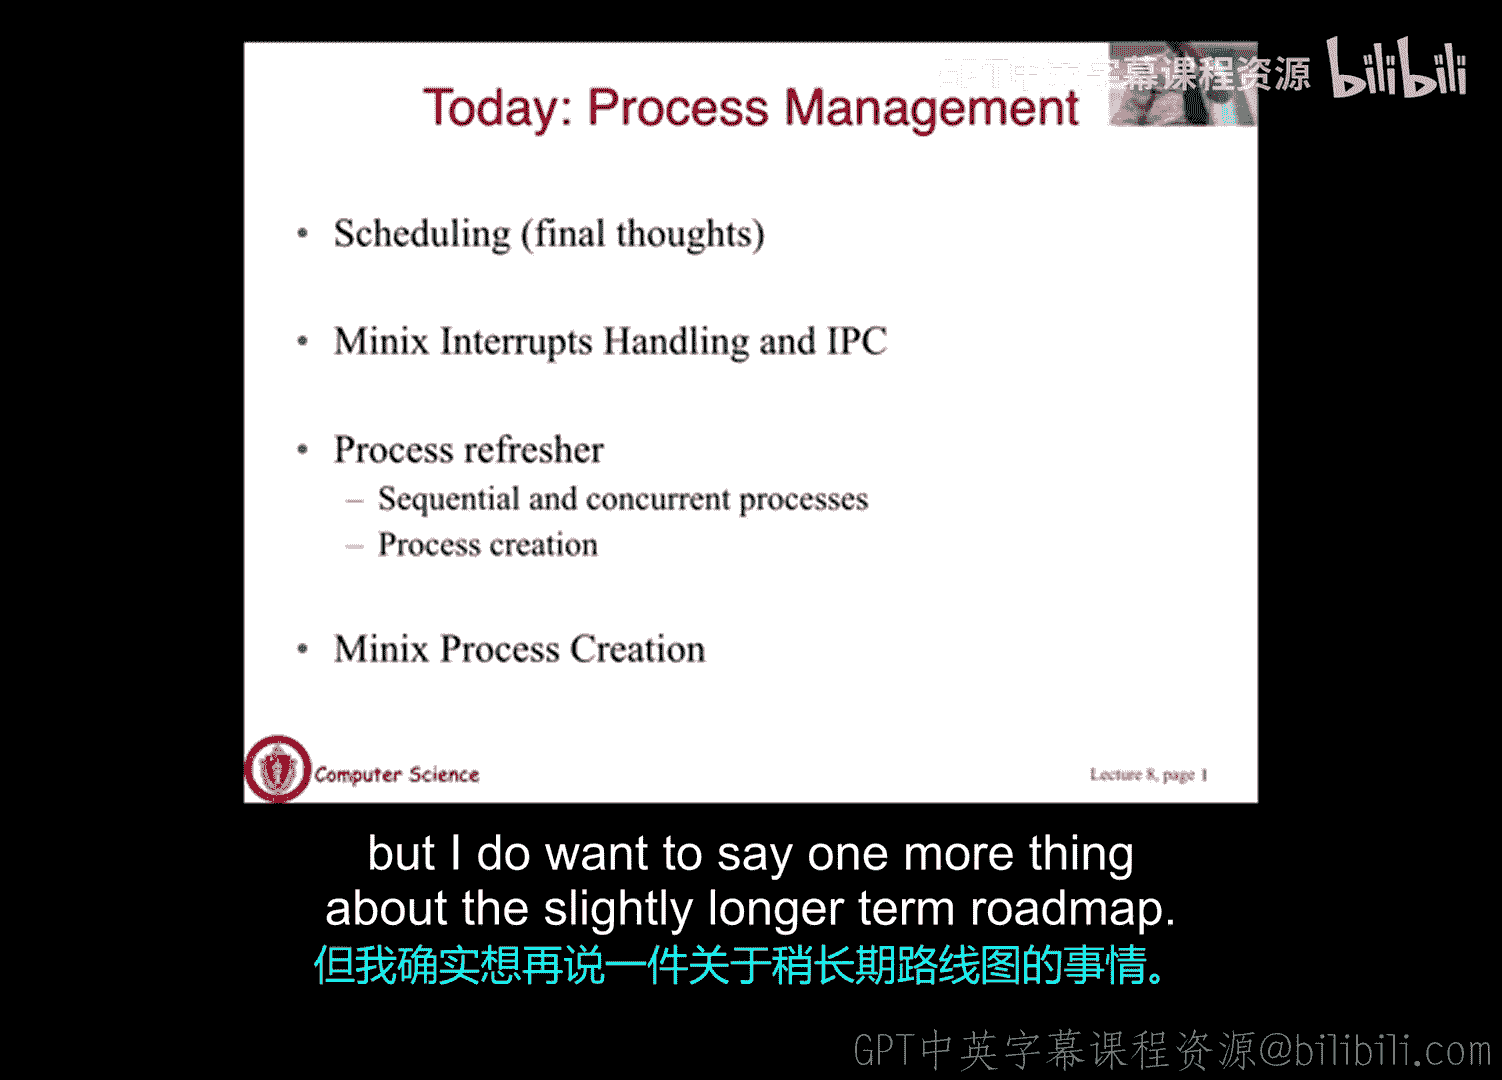 GPT中英字幕课程资源 bilibili
Today: Process Management
• Scheduling (final thoughts)
• Minix Interrupts Handling and IPC
• Process refresher
– Sequential and concurrent processes
– Process creation
• Minix Process Creation
Computer Science
Lecture 8, page 1
but I do want to say one more thing
about the slightly longer term roadmap.
但我确实想再说一件关于稍长期路线图的事情。
GPT中英字幕课程资源@bilibili.com